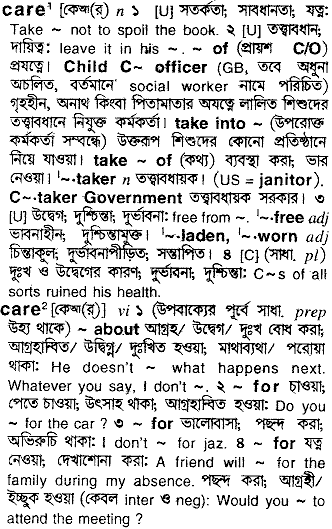 care¹ [কেআ(র্)] n ১ [U] সতর্কতা; সাবধানতা; যত্ন:
Take ~ not to spoil the book. ২ [U] তত্ত্বাবধান;
দায়িত্ব: leave it in his ~. ~ of (প্রায়শ C/O)
প্রযত্নে। Child C~ officer (GB, তবে অধুনা
অচলিত, বর্তমানে social worker নামে পরিচিত)
গৃহহীন, অনাথ কিংবা পিতামাতার অযত্নে লালিত শিশুদের
তত্ত্বাবধানে নিযুক্ত কর্মকর্তা। take into ~ (উপরোক্ত
কর্মকর্তা সম্বন্ধে) উক্তরূপ শিশুদের কোনো প্রতিষ্ঠানে
নিয়ে যাওয়া। take ~ of (কথ্য) ব্যবস্থা করা; ভার
নেওয়া। ˈ~·taker n তত্ত্বাবধায়ক। (US = janitor).
C~·taker Government তত্ত্বাবধায়ক সরকার। ৩
[U] উদ্বেগ; দুশ্চিন্তা; দুর্ভাবনা: free from ~. ˈ~·free adj
ভাবনাহীন; দুশ্চিন্তামুক্ত। ˈ~·laden, ˈ~·worn adj
চিন্তাকুল; দুর্ভাবনাপীড়িত; সন্তাপিত। ৪ [C] (সাধা. pl)
দুঃখ ও উদ্বেগের কারণ; দুর্ভাবনা; দুশ্চিন্তা: C~s of all
sorts ruined his health.
care² [কেআ(র্)] vi ১ (উপবাক্যের পূর্বে সাধা. prep
উহ্য থাকে) ~ about আগ্রহ/ উদ্বেগ/ দুঃখ বোধ করা;
আগ্রহান্বিত/ উদ্বিগ্ন/ দুঃখিত হওয়া; মাথাব্যথা/ পরোয়া
থাকা: He doesn't ~ what happens next.
Whatever you say, I don't ~. ২ ~ for চাওয়া;
পেতে চাওয়া; উৎসাহ থাকা; আগ্রহান্বিত হওয়া: Do you
~ for the car ? ৩ ~ for ভালোবাসা; পছন্দ করা;
অভিরুচি থাকা: I don't ~ for jaz. ৪ ~ for যত্ন
নেওয়া; দেখাশোনা করা: A friend will ~ for the
family during my absence. পছন্দ করা; আগ্রহী/
ইচ্ছুক হওয়া (কেবল inter ও neg): Would you ~ to
attend the meeting ?